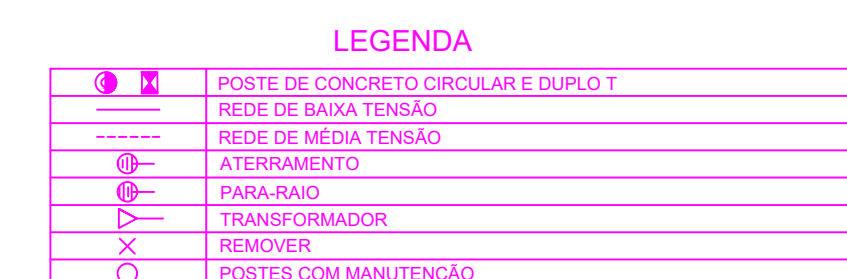 LEGENDA
POSTE DE CONCRETO CIRCULAR E DUPLO T
REDE DE BAIXA TENSÃO
REDE DE MÉDIA TENSÃO
ATERRAMENTO
PARA-RAIO
TRANSFORMADOR
REMOVER
POSTES COM MANUTENÇÃO